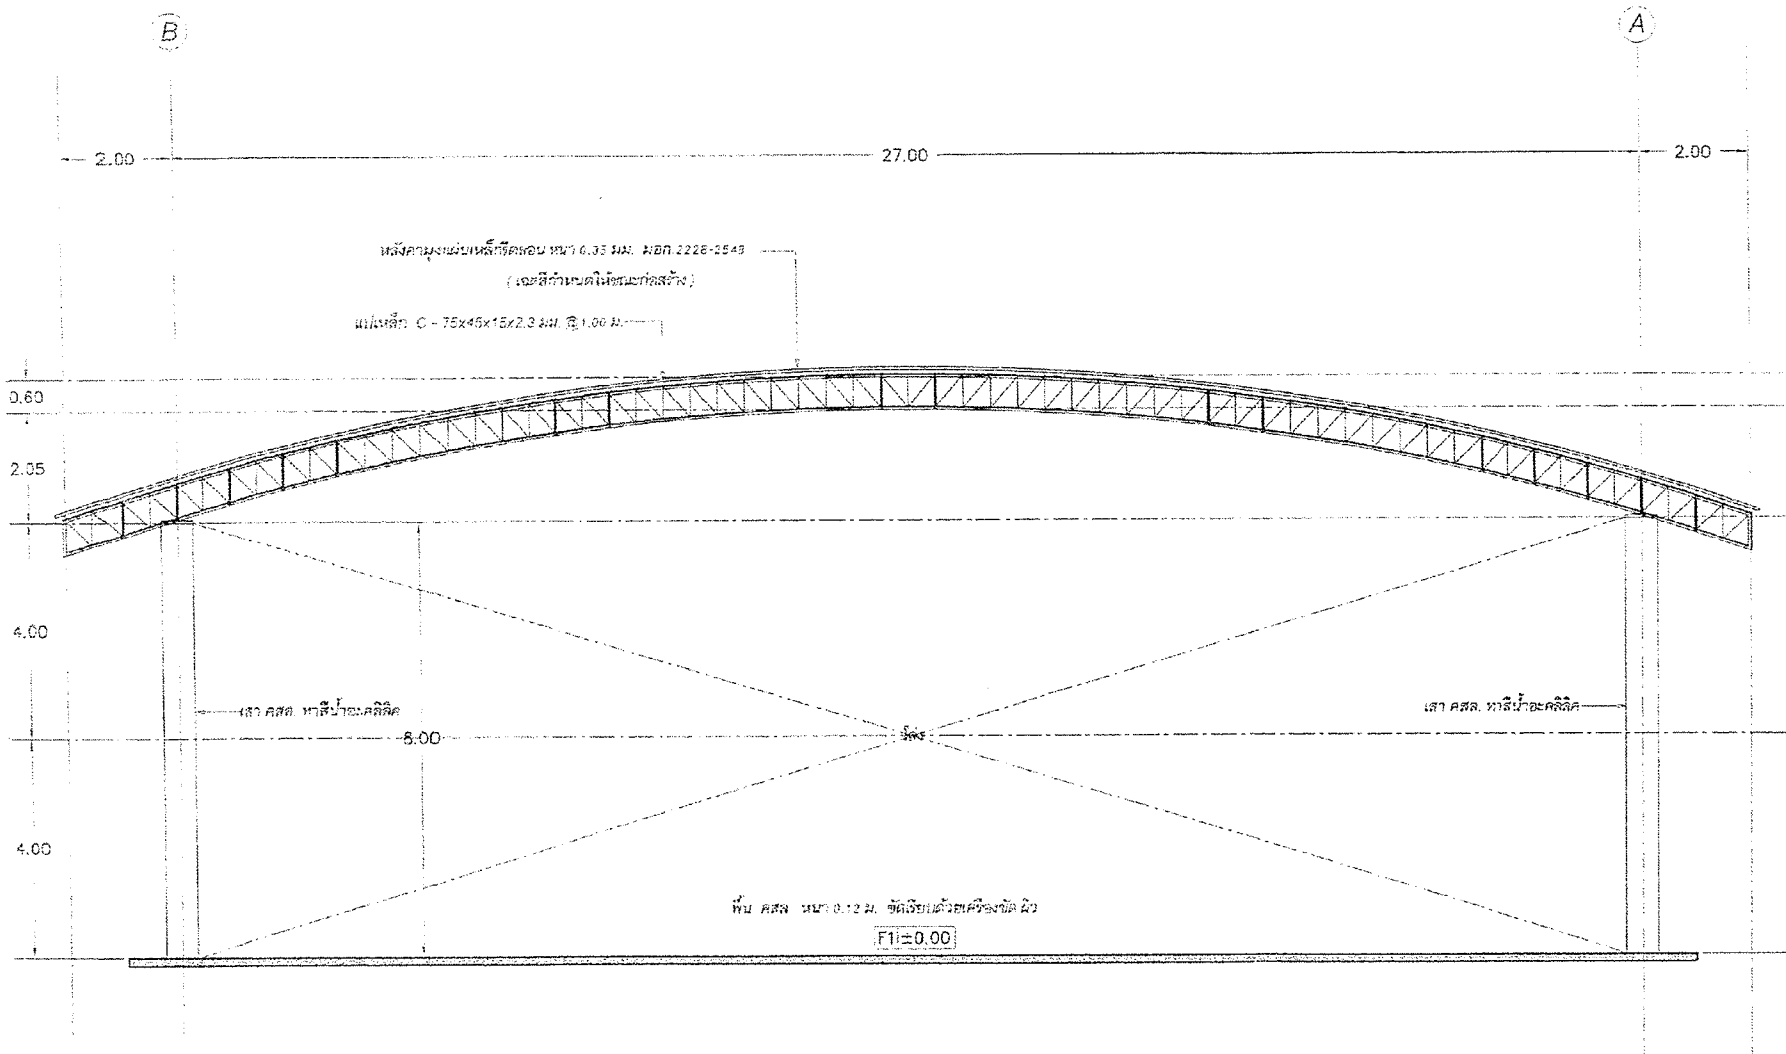 B
A
2.00
27.00
2.00
หลังคามุงแผ่นเหล็กรีดลอน หนา 0.35 มม. มอก.2228-2549
( เฉดสีกำหนดให้ขณะก่อสร้าง )
แปเหล็ก C - 75x45x15x2.3 มม. @1.00 ม.
0.60
2.05
4.00
เสา คสล. ทาสีน้ำอะคลิลิค
เสา คสล. ทาสีน้ำอะคลิลิค
8.00
โล่ง
4.00
พื้น คสล. หนา 0.12 ม. ขัดเรียบด้วยเครื่องขัด ผิว
F1 ±0.00